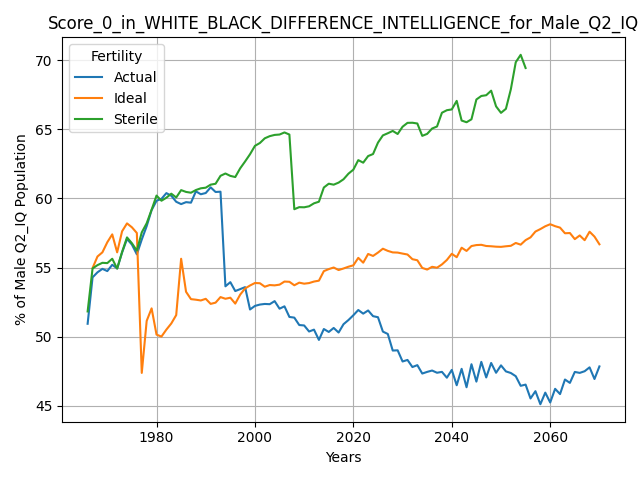 Score_0_in_WHITE_BLACK_DIFFERENCE_INTELLIGENCE_for_Male_Q2_IQ
Fertility
Actual
Ideal
Sterile
% of Male Q2_IQ Population
70
65
60
55
50
45
1980
2000
2020
2040
2060
Years